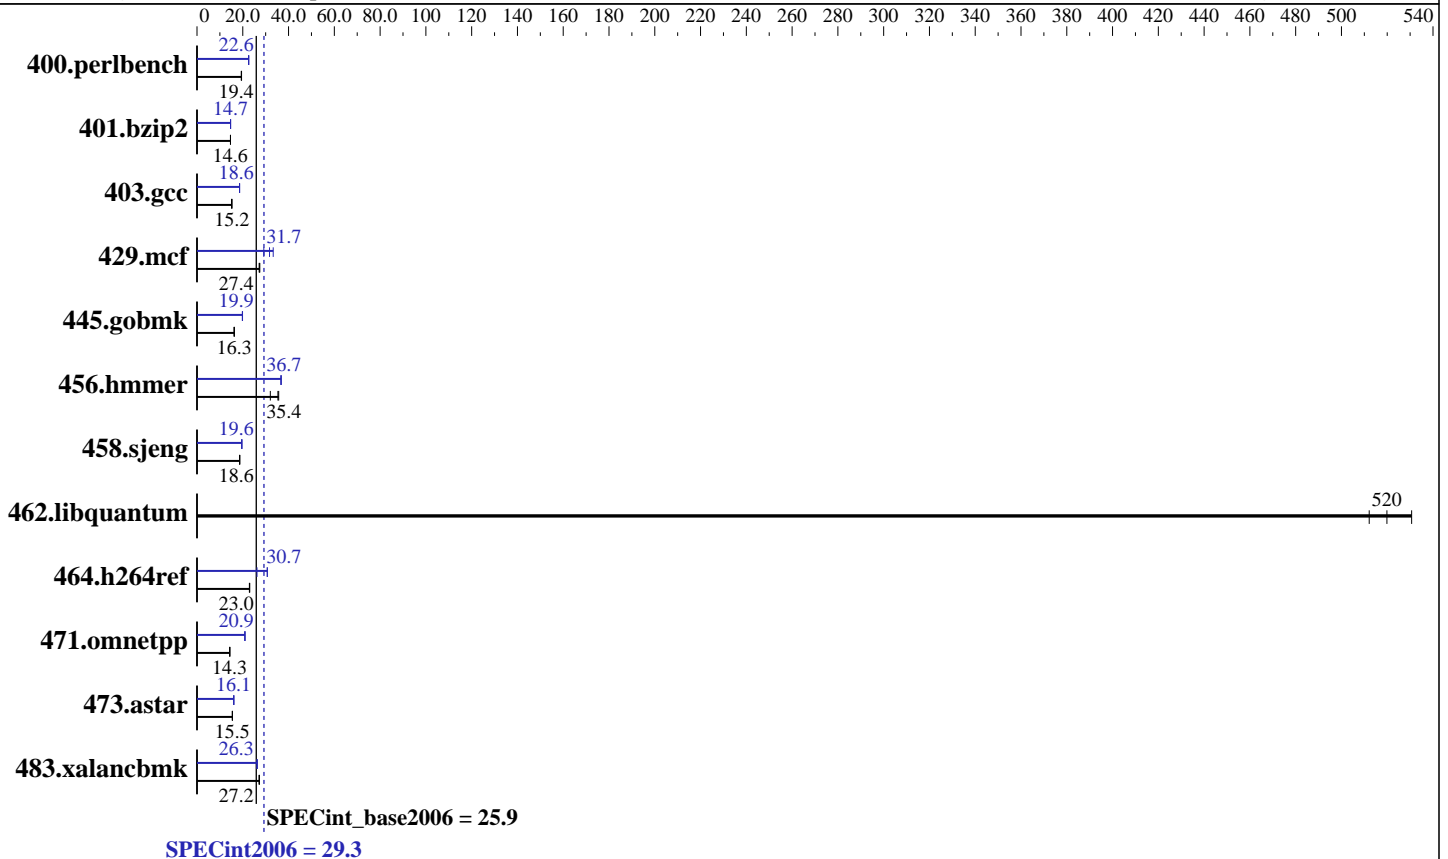 0 20.0 40.0 60.0 80.0 100 120 140 160 180 200 220 240 260 280 300 320 340 360 380 400 420 440 460 480 500 540
22.6
400.perlbench
19.4
14.7
401.bzip2
14.6
18.6
403.gcc
15.2
31.7
429.mcf
27.4
19.9
445.gobmk
16.3
36.7
456.hmmer
35.4
19.6
458.sjeng
18.6
520
462.libquantum
30.7
464.h264ref
23.0
20.9
471.omnetpp
14.3
16.1
473.astar
15.5
26.3
483.xalancbmk
27.2
SPECint_base2006 = 25.9
SPECint2006 = 29.3